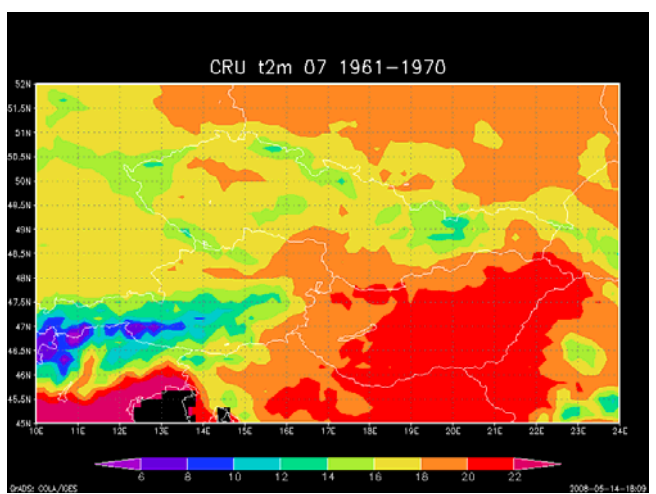 CRU t2m 07 1961-1970
52N
51.5N
51N
50.5N
50N
49.5N
49N
48.5N
48N
47.5N
47N
46.5N
46N
45.5N
45N
10E 11E 12E 13E 14E 15E 16E 17E 18E 19E 20E 21E 22E 23E 24E
6 8 10 12 14 16 18 20 22
GrADS: COLA/IGES 2008-05-14-18:09